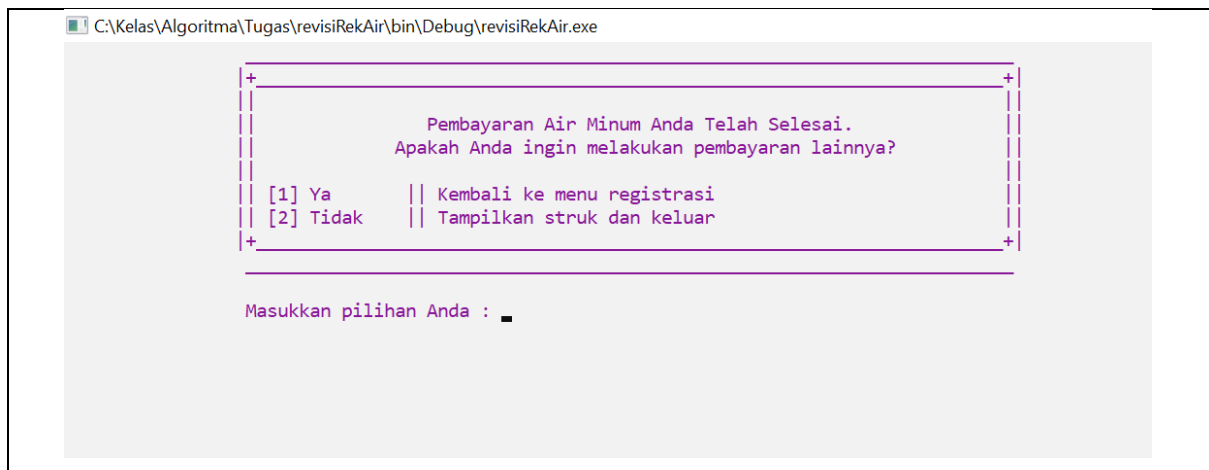 C:\Kelas\Algoritma\Tugas\revisiRekAir\bin\Debug\revisiRekAir.exe
Pembayaran Air Minum Anda Telah Selesai.
Apakah Anda ingin melakukan pembayaran lainnya?
[1] Ya || Kembali ke menu registrasi
[2] Tidak || Tampilkan struk dan keluar
Masukkan pilihan Anda :